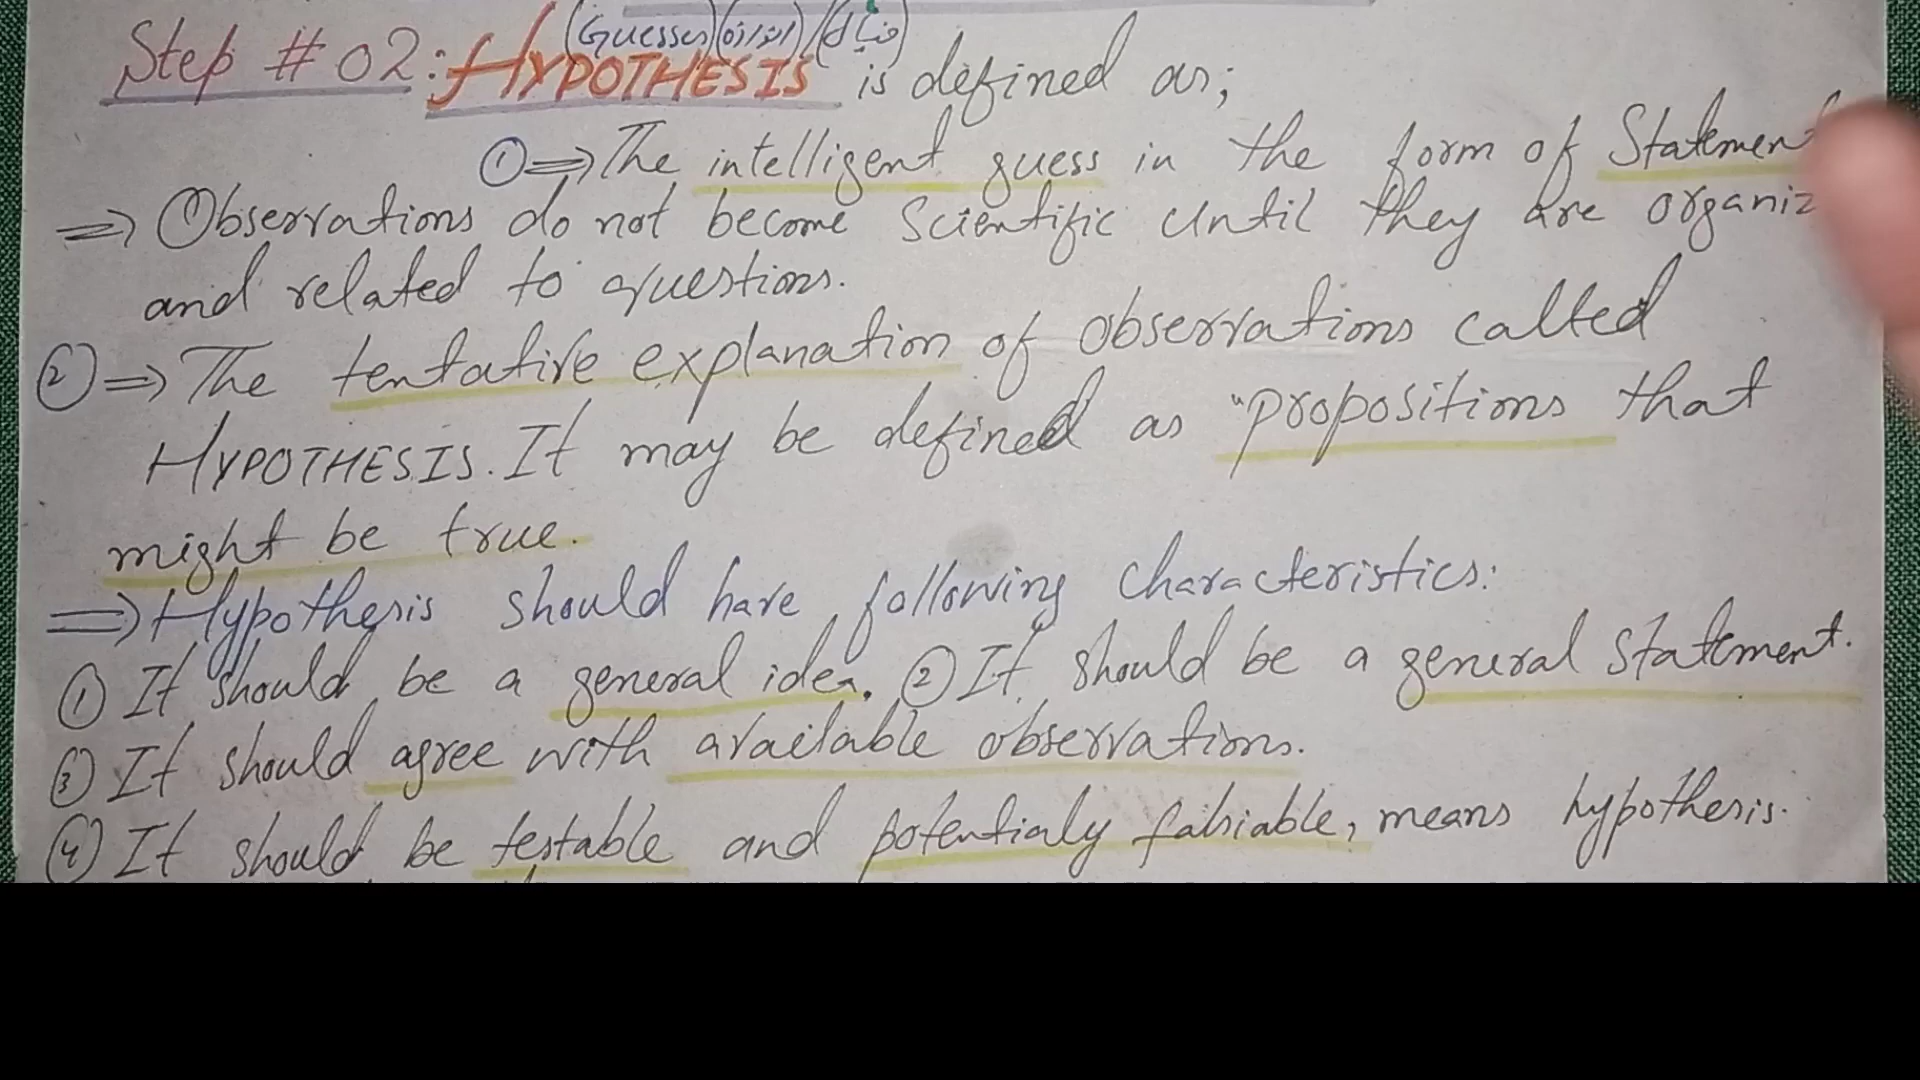 (Guesses) (اندازہ) / (خیال)
Step # 02: HYPOTHESIS is defined as;
① ⇒ The intelligent guess in the form of Statement
⇒ Observations do not become Scientific until they are organiz
and related to questions.
② ⇒ The tentative explanation of observations called
HYPOTHESIS. It may be defined as "propositions that
might be true.
⇒ Hypothesis should have following characteristics:
① It should be a general idea. ② It should be a general statement.
③ It should agree with available observations.
④ It should be testable and potentialy falsiable, means hypothesis.